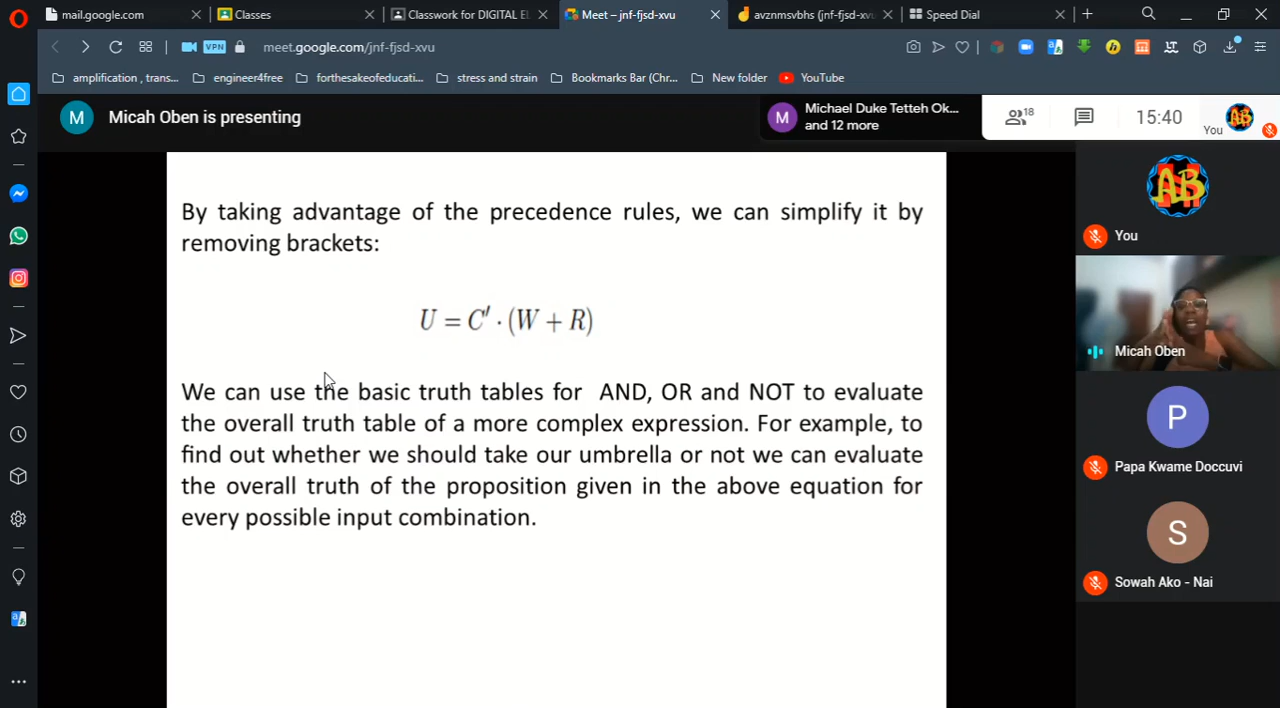 mail.google.com
Classes
Classwork for DIGITAL EL
Meet – jnf-fjsd-xvu
avznmsvbhs (jnf-fjsd-xvu
Speed Dial
VPN
meet.google.com/jnf-fjsd-xvu
amplification , trans...
engineer4free
forthesakeofeducati...
stress and strain
Bookmarks Bar (Chr...
New folder
YouTube
M
Micah Oben is presenting
M
Michael Duke Tetteh Ok...
and 12 more
18
15:40
You
By taking advantage of the precedence rules, we can simplify it by
removing brackets:
U = C′ · (W + R)
We can use the basic truth tables for AND, OR and NOT to evaluate
the overall truth table of a more complex expression. For example, to
find out whether we should take our umbrella or not we can evaluate
the overall truth of the proposition given in the above equation for
every possible input combination.
AB
You
Micah Oben
P
Papa Kwame Doccuvi
S
Sowah Ako - Nai